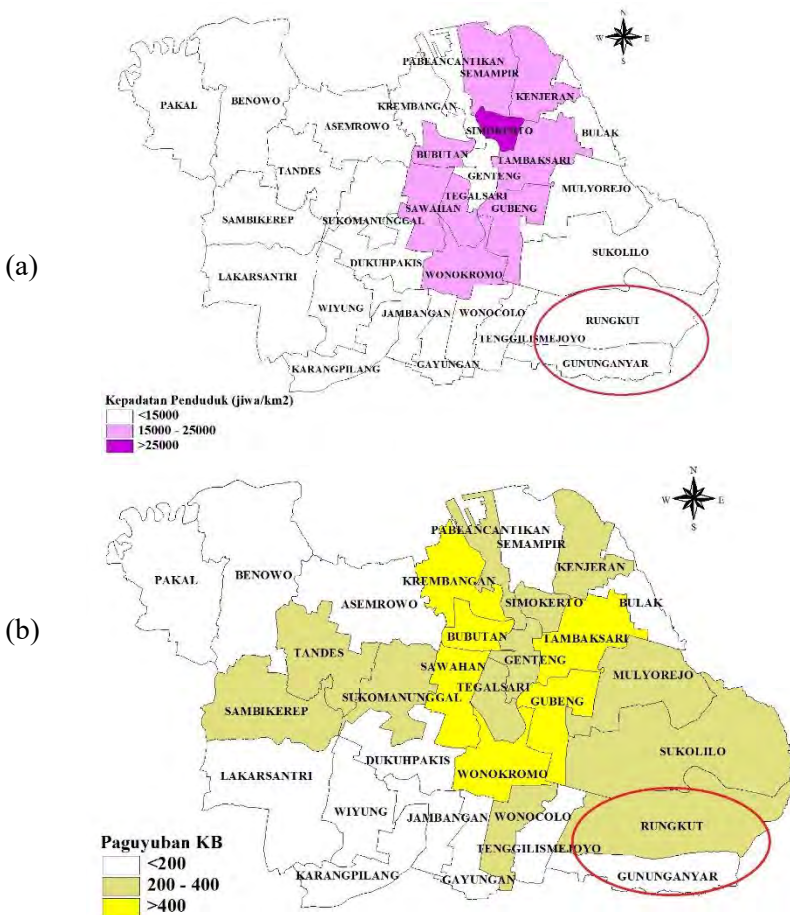 N
W E
S
PABEANCANTIKAN
SEMAMPIR
PAKAL
BENOWO
KENJERAN
KREMBANGAN
ASEMROWO
SIMOKERTO
BULAK
BUBUTAN
TAMBAKSARI
TANDES
GENTENG
MULYOREJO
TEGALSARI
SAWAHAN
GUBENG
SAMBIKEREP
SUKOMANUNGGAL
SUKOLILO
(a)
DUKUHPAKIS
WONOKROMO
LAKARSANTRI
WIYUNG
JAMBANGAN
WONOCOLO
RUNGKUT
TENGGILISMEJOYO
GUNUNGANYAR
GAYUNGAN
KARANGPILANG
Kepadatan Penduduk (jiwa/km2)
<15000
15000 - 25000
>25000
N
W E
S
PABEANCANTIKAN
SEMAMPIR
PAKAL
BENOWO
KENJERAN
KREMBANGAN
ASEMROWO
SIMOKERTO
BULAK
(b)
BUBUTAN
TAMBAKSARI
TANDES
GENTENG
SAWAHAN
MULYOREJO
TEGALSARI
SUKOMANUNGGAL
GUBENG
SAMBIKEREP
SUKOLILO
DUKUHPAKIS
LAKARSANTRI
WONOKROMO
WIYUNG
JAMBANGAN
WONOCOLO
RUNGKUT
Paguyuban KB
TENGGILISMEJOYO
<200
200 - 400
>400
KARANGPILANG
GAYUNGAN
GUNUNGANYAR